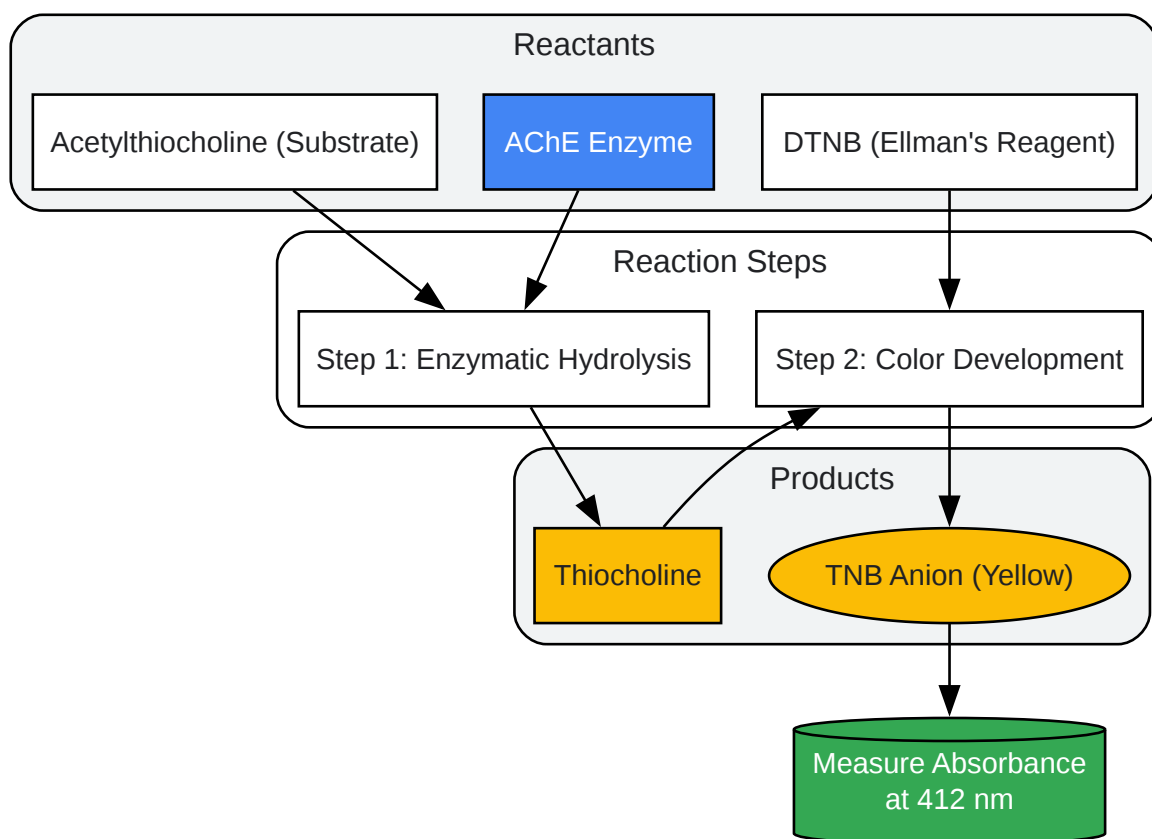 Reactants
Acetylthiocholine (Substrate)
AChE Enzyme
DTNB (Ellman's Reagent)
Reaction Steps
Step 1: Enzymatic Hydrolysis
Step 2: Color Development
Products
Thiocholine
TNB Anion (Yellow)
Measure Absorbance
at 412 nm